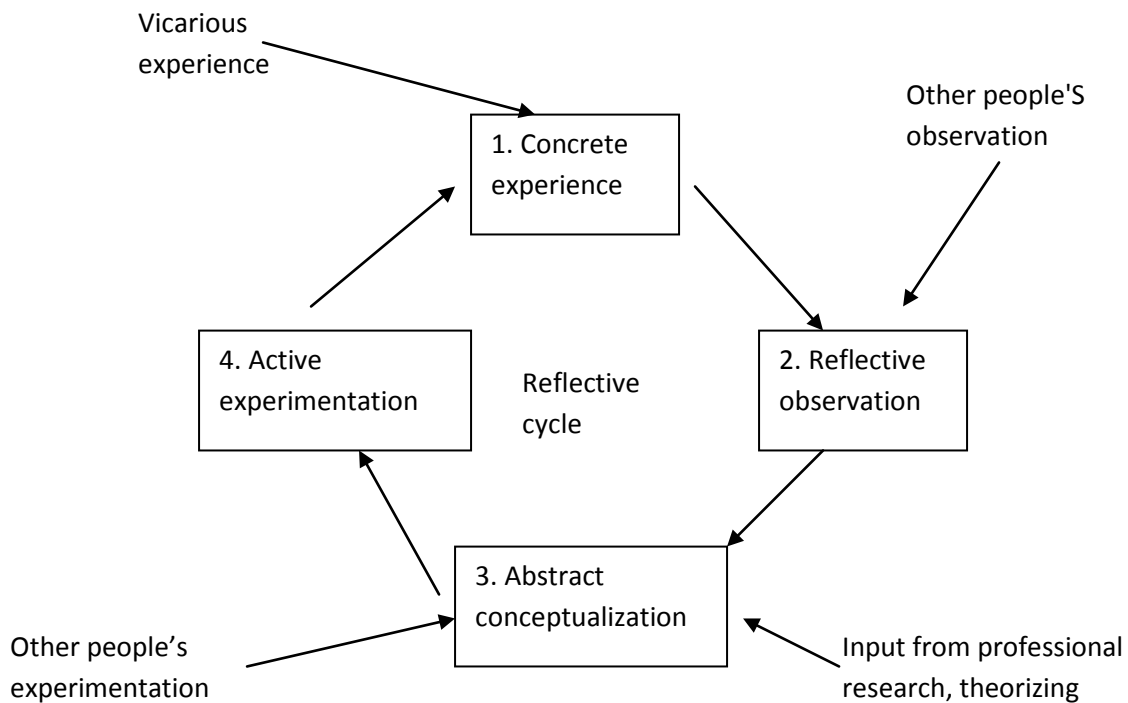 Vicarious
experience
Other people'S
observation
1. Concrete
experience
4. Active
experimentation
Reflective
cycle
2. Reflective
observation
3. Abstract
conceptualization
Other people’s
experimentation
Input from professional
research, theorizing